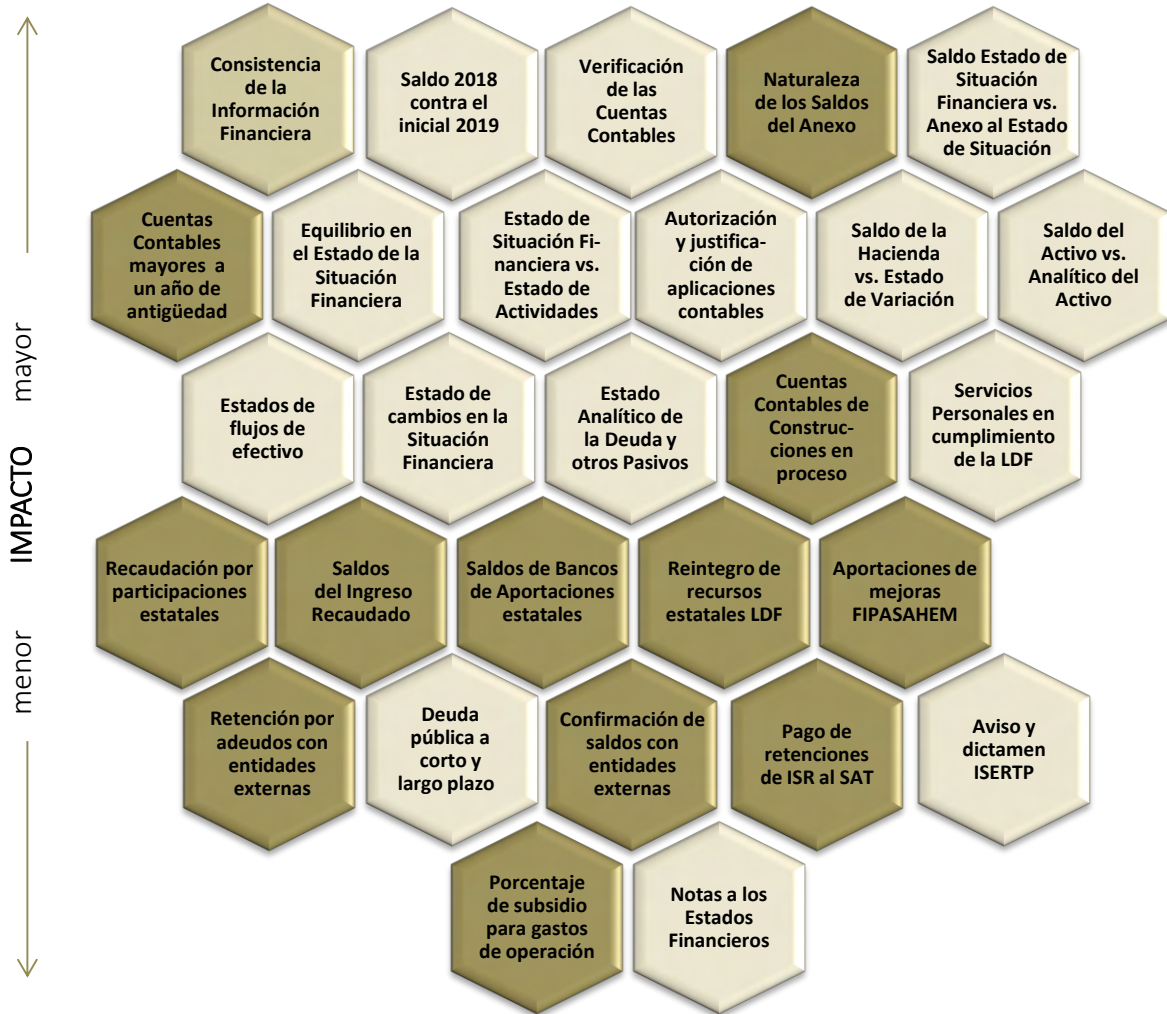 Consistencia
de la
Información
Financiera
Saldo 2018
contra el
inicial 2019
Verificación
de las
Cuentas
Contables
Naturaleza
de los Saldos
del Anexo
Saldo Estado de
Situación
Financiera vs.
Anexo al Estado
de Situación
Cuentas
Contables
mayores a
un año de
antigüedad
Equilibrio en
el Estado de la
Situación
Financiera
Estado de
Situación Fi-
nanciera vs.
Estado de
Actividades
Autorización
y justifica-
ción de
aplicaciones
contables
Saldo de la
Hacienda
vs. Estado
de Variación
Saldo del
Activo vs.
Analítico del
Activo
Estados de
flujos de
efectivo
Estado de
cambios en la
Situación
Financiera
Estado
Analítico de
la Deuda y
otros Pasivos
Cuentas
Contables de
Construc-
ciones en
proceso
Servicios
Personales en
cumplimiento
de la LDF
Recaudación por
participaciones
estatales
Saldos
del Ingreso
Recaudado
Saldos de Bancos
de Aportaciones
estatales
Reintegro de
recursos
estatales LDF
Aportaciones de
mejoras
FIPASAHEM
Retención por
adeudos con
entidades
externas
Deuda
pública a
corto y
largo plazo
Confirmación de
saldos con
entidades
externas
Pago de
retenciones
de ISR al SAT
Aviso y
dictamen
ISERTP
Porcentaje
de subsidio
para gastos
de operación
Notas a los
Estados
Financieros
mayor
IMPACTO
menor